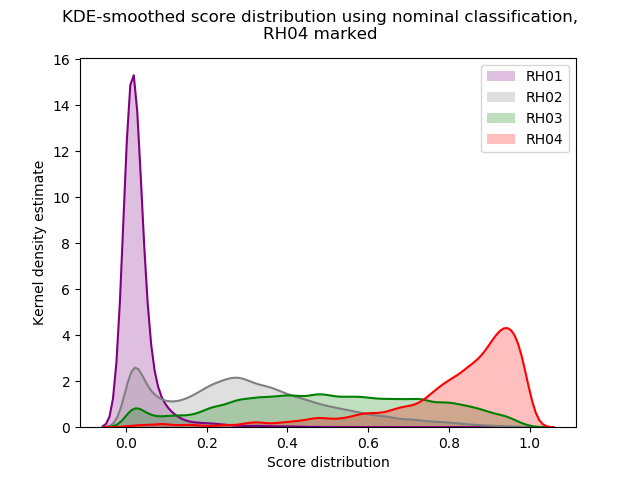 KDE-smoothed score distribution using nominal classification,
RH04 marked
16
14
12
10
8
6
4
2
0
Kernel density estimate
RH01
RH02
RH03
RH04
0.0 0.2 0.4 0.6 0.8 1.0
Score distribution